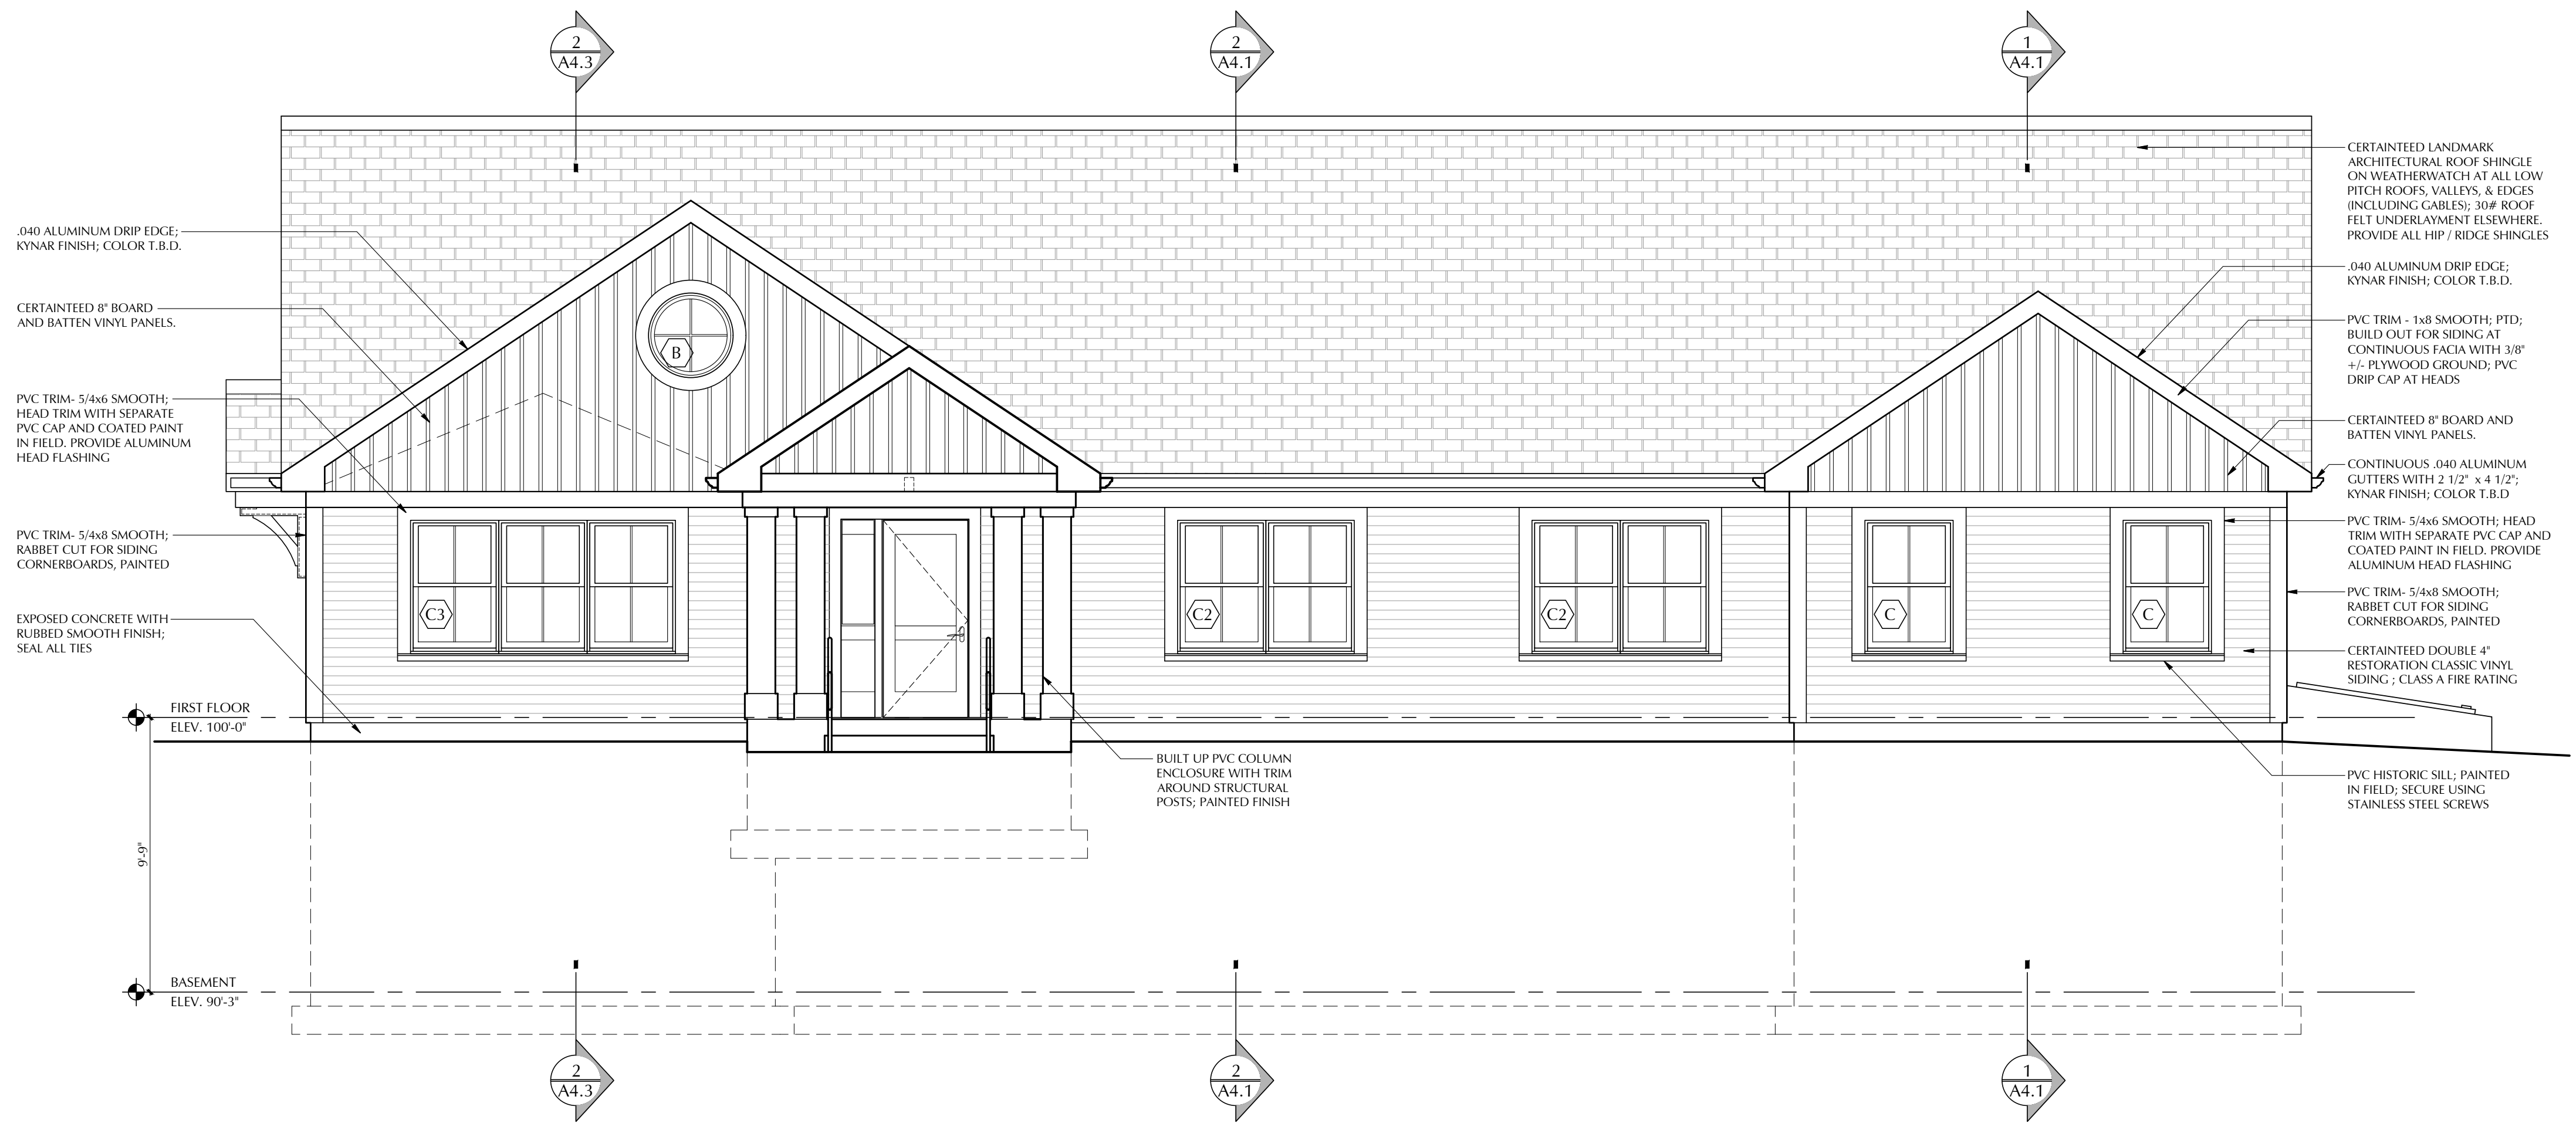 2
A4.3
2
A4.1
1
A4.1
.040 ALUMINUM DRIP EDGE;
KYNAR FINISH; COLOR T.B.D.
CERTAINTEED 8" BOARD
AND BATTEN VINYL PANELS.
PVC TRIM- 5/4x6 SMOOTH;
HEAD TRIM WITH SEPARATE
PVC CAP AND COATED PAINT
IN FIELD. PROVIDE ALUMINUM
HEAD FLASHING
PVC TRIM- 5/4x8 SMOOTH;
RABBET CUT FOR SIDING
CORNERBOARDS, PAINTED
EXPOSED CONCRETE WITH
RUBBED SMOOTH FINISH;
SEAL ALL TIES
FIRST FLOOR
ELEV. 100'-0"
9'-9"
BASEMENT
ELEV. 90'-3"
B
C3
C2
C2
C
C
BUILT UP PVC COLUMN
ENCLOSURE WITH TRIM
AROUND STRUCTURAL
POSTS; PAINTED FINISH
CERTAINTEED LANDMARK
ARCHITECTURAL ROOF SHINGLE
ON WEATHERWATCH AT ALL LOW
PITCH ROOFS, VALLEYS, & EDGES
(INCLUDING GABLES); 30# ROOF
FELT UNDERLAYMENT ELSEWHERE.
PROVIDE ALL HIP / RIDGE SHINGLES
.040 ALUMINUM DRIP EDGE;
KYNAR FINISH; COLOR T.B.D.
PVC TRIM - 1x8 SMOOTH; PTD;
BUILD OUT FOR SIDING AT
CONTINUOUS FACIA WITH 3/8"
+/- PLYWOOD GROUND; PVC
DRIP CAP AT HEADS
CERTAINTEED 8" BOARD AND
BATTEN VINYL PANELS.
CONTINUOUS .040 ALUMINUM
GUTTERS WITH 2 1/2" x 4 1/2";
KYNAR FINISH; COLOR T.B.D
PVC TRIM- 5/4x6 SMOOTH; HEAD
TRIM WITH SEPARATE PVC CAP AND
COATED PAINT IN FIELD. PROVIDE
ALUMINUM HEAD FLASHING
PVC TRIM- 5/4x8 SMOOTH;
RABBET CUT FOR SIDING
CORNERBOARDS, PAINTED
CERTAINTEED DOUBLE 4"
RESTORATION CLASSIC VINYL
SIDING ; CLASS A FIRE RATING
PVC HISTORIC SILL; PAINTED
IN FIELD; SECURE USING
STAINLESS STEEL SCREWS
2
A4.3
2
A4.1
1
A4.1